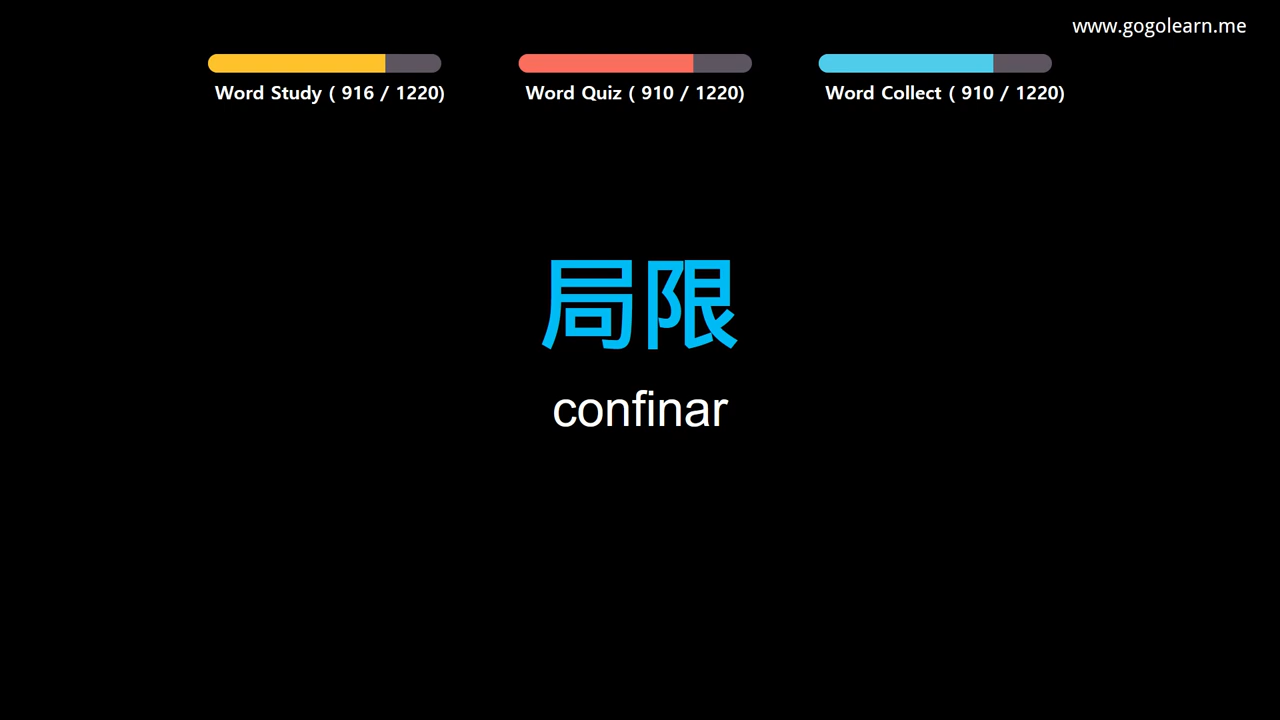 www.gogolearn.me
Word Study ( 916 / 1220)
Word Quiz ( 910 / 1220)
Word Collect ( 910 / 1220)
局限
confinar